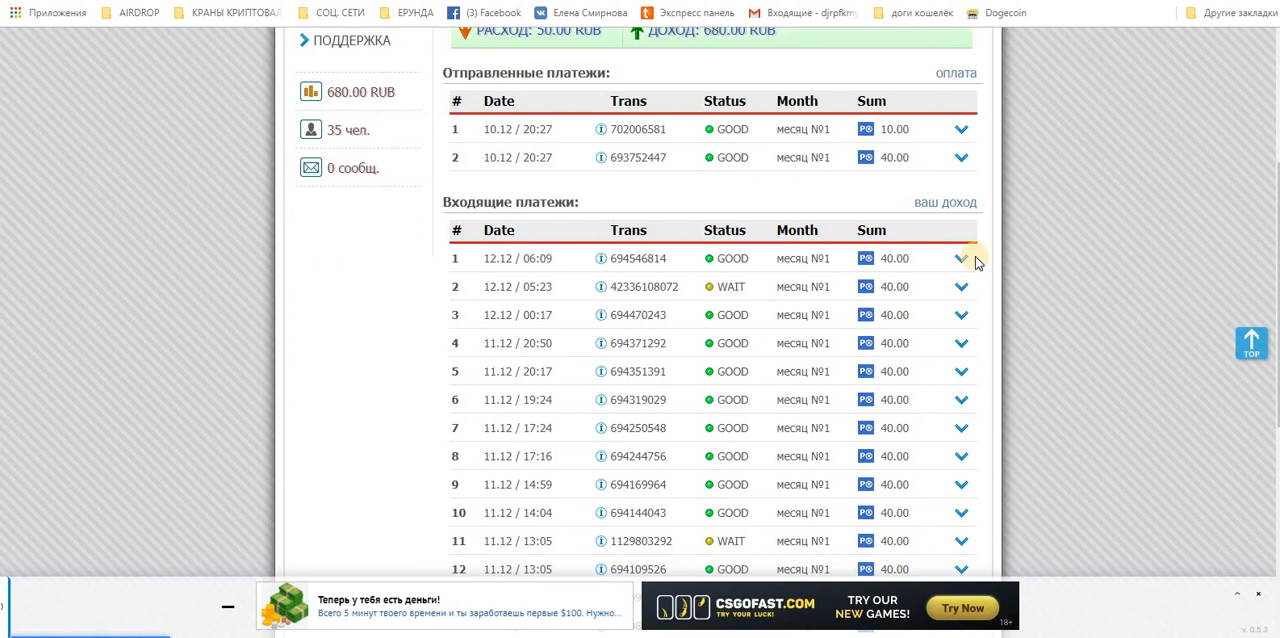 Приложения AIRDROP КРАНЫ КРИПТОВАЛ СОЦ. СЕТИ ЕРУНДА (3) Facebook Елена Смирнова Экспресс панель Входящие - djrpfkmy доги кошелёк Dogecoin Другие закладки
ПОДДЕРЖКА
680.00 RUB
35 чел.
0 сообщ.
РАСХОД: 50.00 RUB ДОХОД: 680.00 RUB
Отправленные платежи: оплата
# Date Trans Status Month Sum
1 10.12 / 20:27 702006581 GOOD месяц №1 10.00
2 10.12 / 20:27 693752447 GOOD месяц №1 40.00
Входящие платежи: ваш доход
# Date Trans Status Month Sum
1 12.12 / 06:09 694546814 GOOD месяц №1 40.00
2 12.12 / 05:23 42336108072 WAIT месяц №1 40.00
3 12.12 / 00:17 694470243 GOOD месяц №1 40.00
4 11.12 / 20:50 694371292 GOOD месяц №1 40.00
5 11.12 / 20:17 694351391 GOOD месяц №1 40.00
6 11.12 / 19:24 694319029 GOOD месяц №1 40.00
7 11.12 / 17:24 694250548 GOOD месяц №1 40.00
8 11.12 / 17:16 694244756 GOOD месяц №1 40.00
9 11.12 / 14:59 694169964 GOOD месяц №1 40.00
10 11.12 / 14:04 694144043 GOOD месяц №1 40.00
11 11.12 / 13:05 1129803292 WAIT месяц №1 40.00
12 11.12 / 13:05 694109526 GOOD месяц №1 40.00
TOP
Теперь у тебя есть деньги!
Всего 5 минут твоего времени и ты заработаешь первые $100. Нужно...
CSGOFAST.COM
TRY YOUR LUCK!
TRY OUR
NEW GAMES!
Try Now
18+
v. 0.5.3